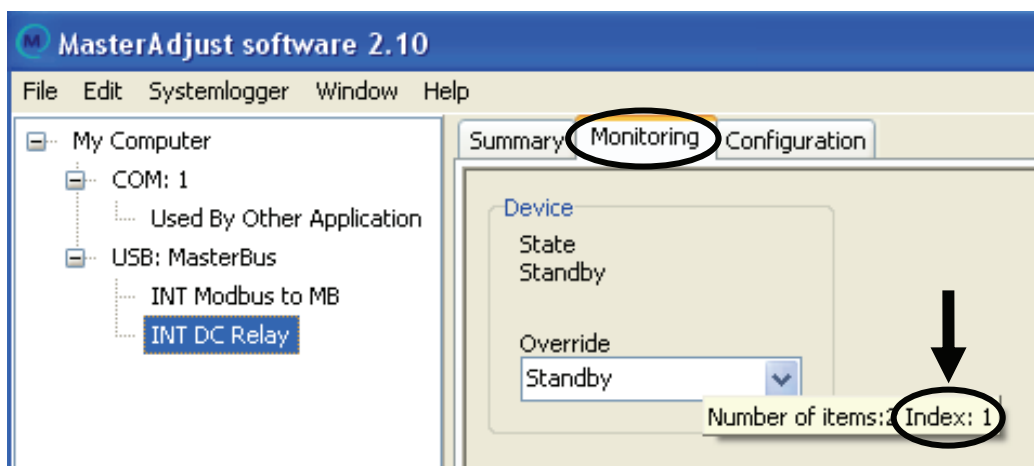 MasterAdjust software 2.10
File Edit Systemlogger Window Help
My Computer
COM: 1
Used By Other Application
USB: MasterBus
INT Modbus to MB
INT DC Relay
Summary Monitoring Configuration
Device
State
Standby
Override
Standby
Number of items:2 Index: 1